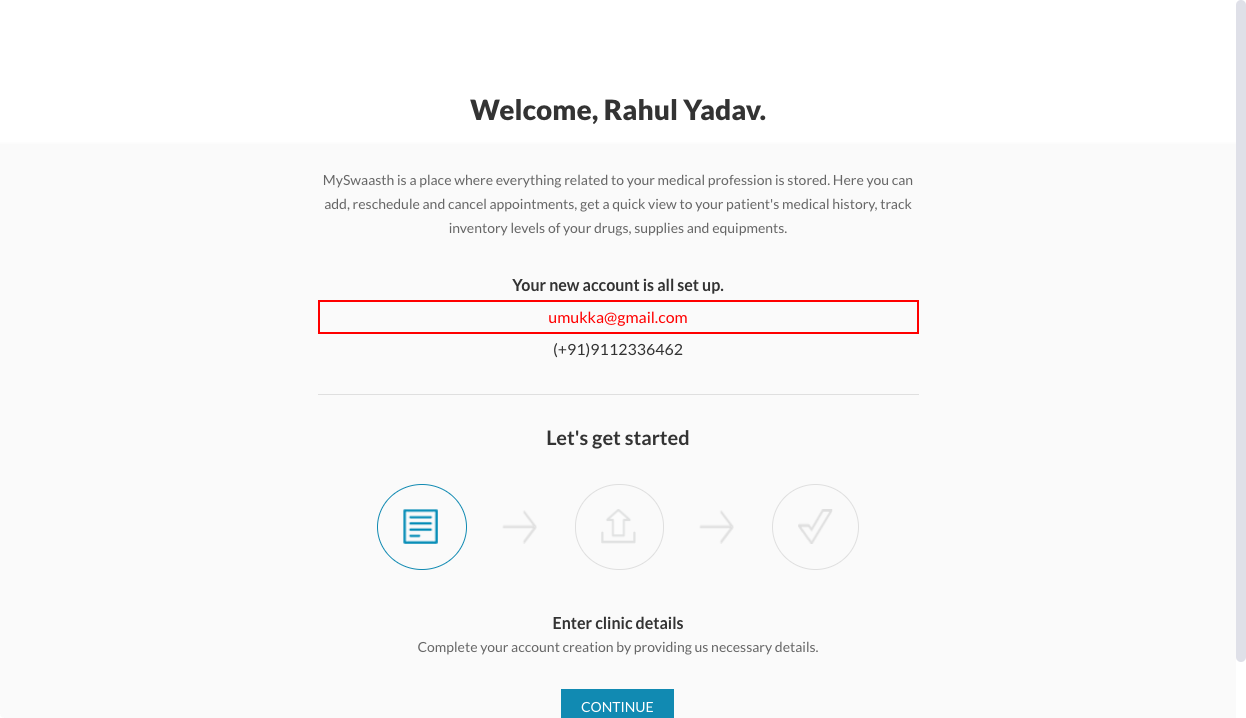 Welcome, Rahul Yadav.
MySwaasth is a place where everything related to your medical profession is stored. Here you can
add, reschedule and cancel appointments, get a quick view to your patient's medical history, track
inventory levels of your drugs, supplies and equipments.
Your new account is all set up.
umukka@gmail.com
(+91)9112336462
Let's get started
Enter clinic details
Complete your account creation by providing us necessary details.
CONTINUE